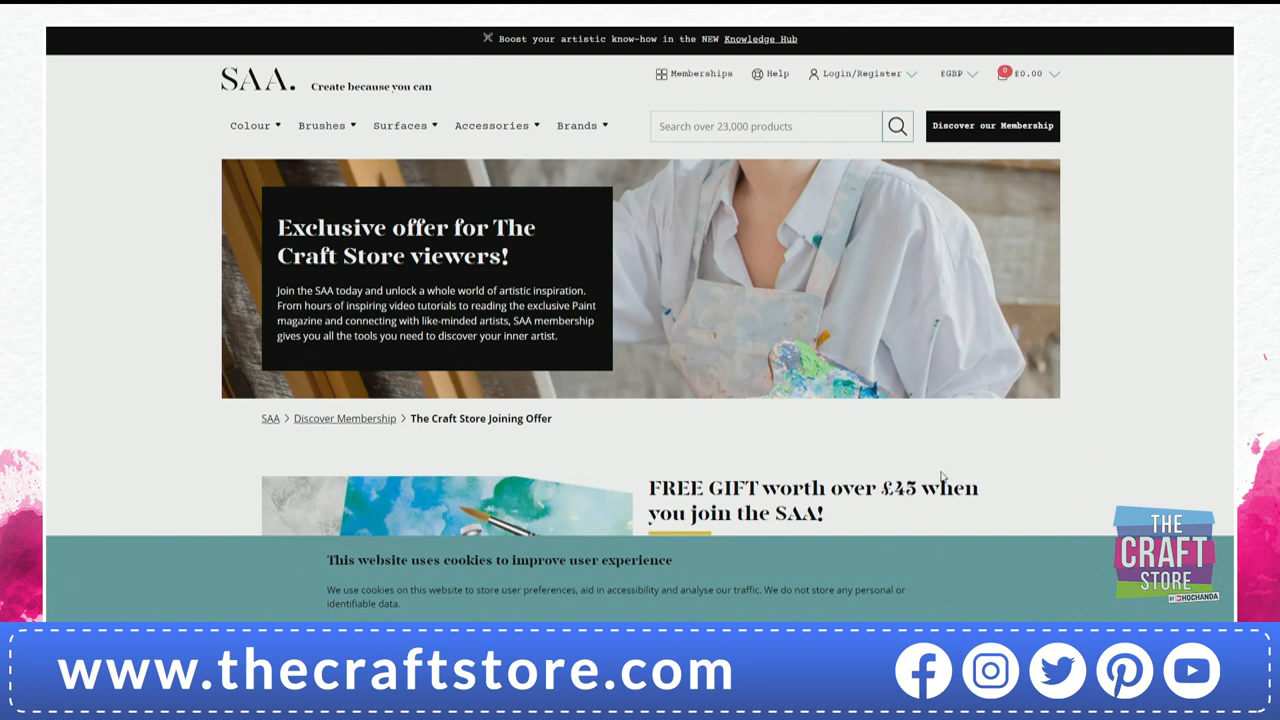 Boost your artistic know-how in the NEW Knowledge Hub
SAA. Create because you can
Memberships Help Login/Register £GBP 0 £0.00
Colour Brushes Surfaces Accessories Brands
Search over 23,000 products
Discover our Membership
Exclusive offer for The
Craft Store viewers!
Join the SAA today and unlock a whole world of artistic inspiration.
From hours of inspiring video tutorials to reading the exclusive Paint
magazine and connecting with like-minded artists, SAA membership
gives you all the tools you need to discover your inner artist.
SAA > Discover Membership > The Craft Store Joining Offer
FREE GIFT worth over £45 when
you join the SAA!
This website uses cookies to improve user experience
We use cookies on this website to store user preferences, aid in accessibility and analyse our traffic. We do not store any personal or
identifiable data.
THE
CRAFT
STORE
BY HOCHANDA
www.thecraftstore.com